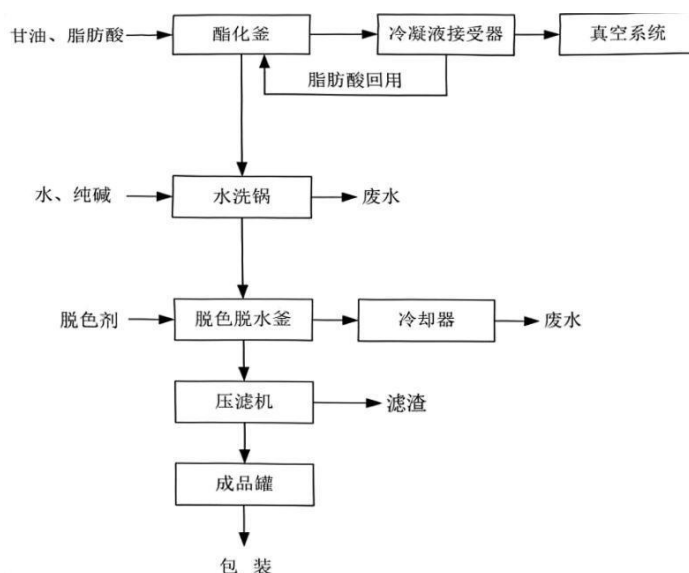 甘油、脂肪酸
酯化釜
冷凝液接受器
真空系统
脂肪酸回用
水、纯碱
水洗锅
废水
脱色剂
脱色脱水釜
冷却器
废水
压滤机
滤渣
成品罐
包 装